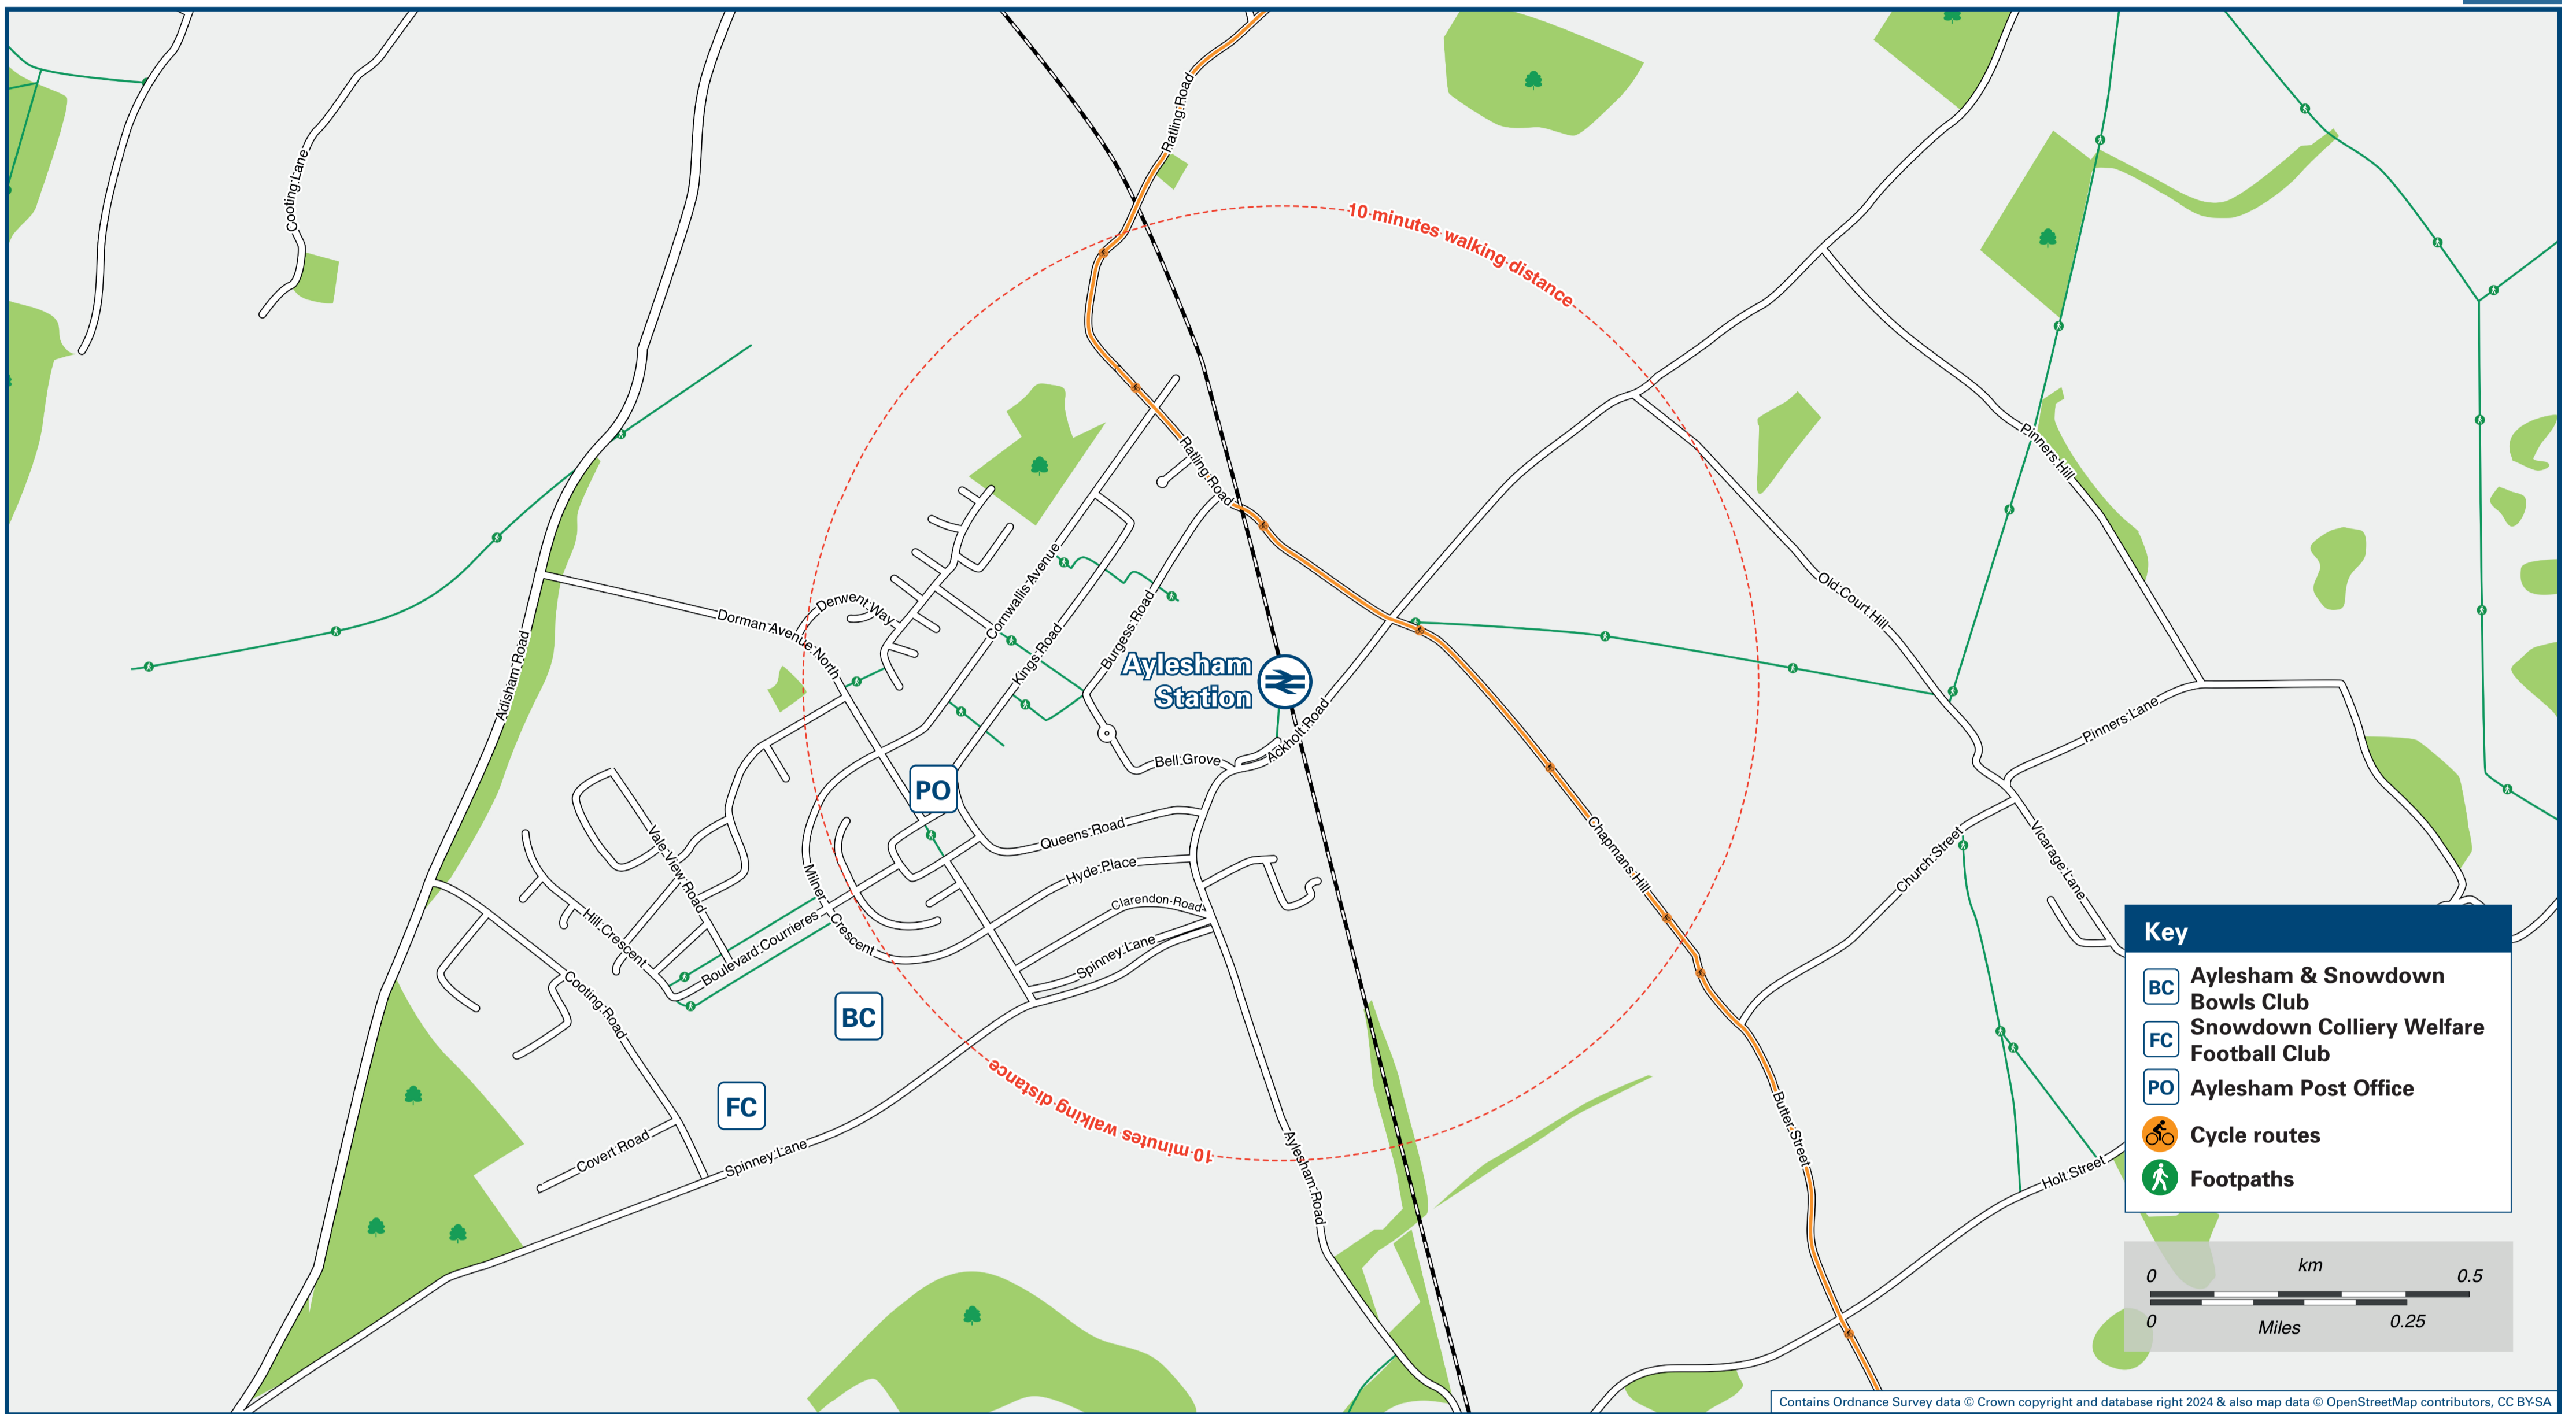 Ratling Road
Cooting Lane
10 minutes walking distance
Ratling Road
Pinners Hill
Cornwallis Avenue
Derwent Way
Dorman Avenue North
Kings Road
Burgess Road
Old Court Hill
Adisham Road
Aylesham
Station
Ackholt Road
Bell Grove
Pinners Lane
PO
Queens Road
Hyde Place
Clarendon Road
Spinney Lane
Vale View Road
Milner Crescent
Hill Crescent
Boulevard Courrieres
Cooting Road
Chapmans Hill
Church Street
Vicarage Lane
BC
FC
Covert Road
Spinney Lane
10 minutes walking distance
Aylesham Road
Butter Street
Holt Street
Key
BC Aylesham & Snowdown
Bowls Club
FC Snowdown Colliery Welfare
Football Club
PO Aylesham Post Office
Cycle routes
Footpaths
km
0 0.5
0 0.25
Miles
Contains Ordnance Survey data © Crown copyright and database right 2024 & also map data © OpenStreetMap contributors, CC BY-SA